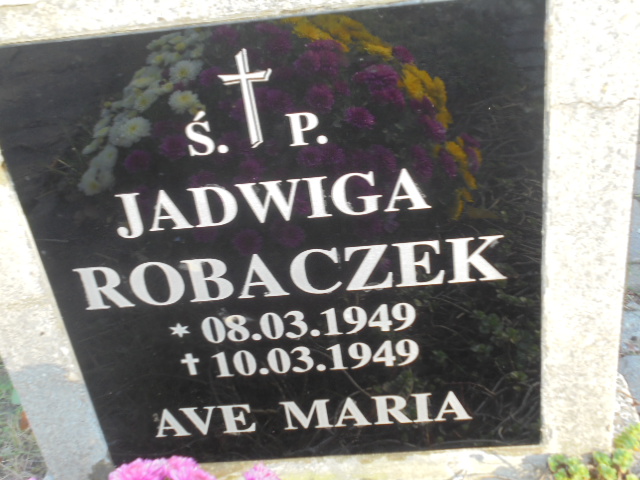 Ś. P.
JADWIGA
ROBACZEK
* 08.03.1949
✝ 10.03.1949
AVE MARIA